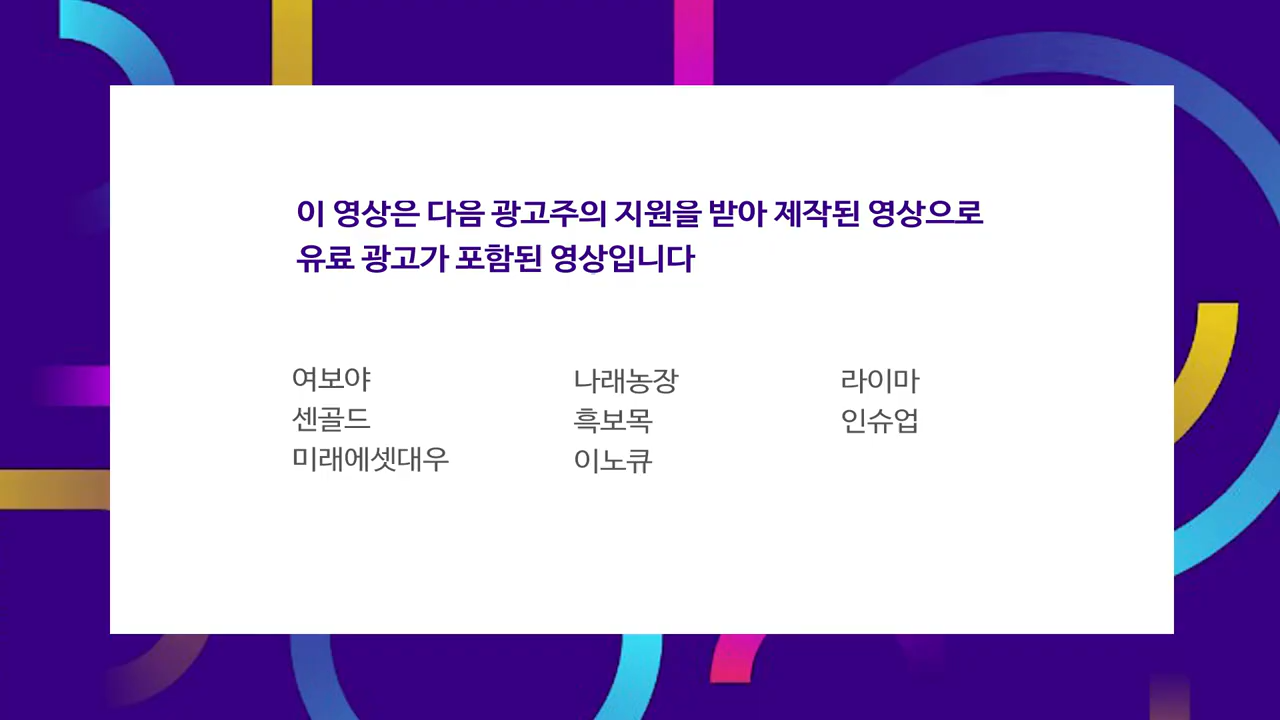 이 영상은 다음 광고주의 지원을 받아 제작된 영상으로
유료 광고가 포함된 영상입니다
여보야
센골드
미래에셋대우
나래농장
흑보목
이노큐
라이마
인슈업